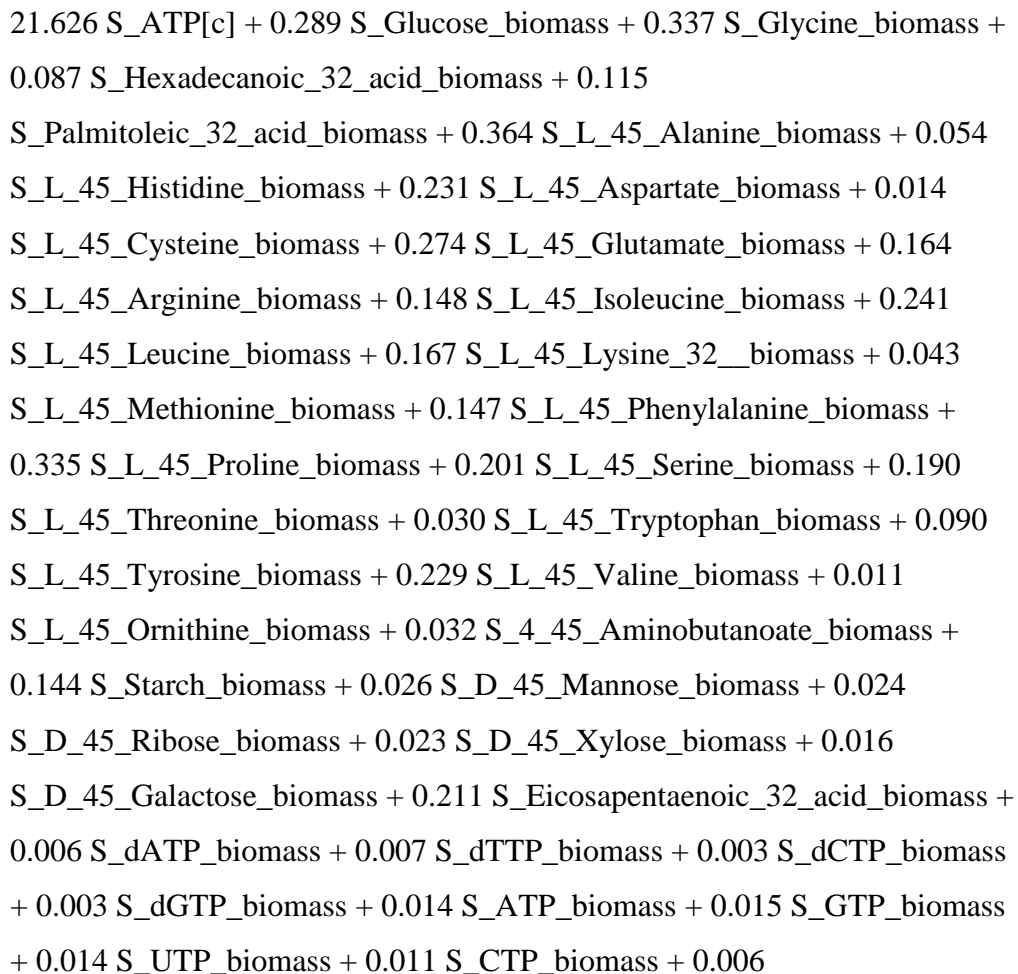 21.626 S_ATP[c] + 0.289 S_Glucose_biomass + 0.337 S_Glycine_biomass +
0.087 S_Hexadecanoic_32_acid_biomass + 0.115
S_Palmitoleic_32_acid_biomass + 0.364 S_L_45_Alanine_biomass + 0.054
S_L_45_Histidine_biomass + 0.231 S_L_45_Aspartate_biomass + 0.014
S_L_45_Cysteine_biomass + 0.274 S_L_45_Glutamate_biomass + 0.164
S_L_45_Arginine_biomass + 0.148 S_L_45_Isoleucine_biomass + 0.241
S_L_45_Leucine_biomass + 0.167 S_L_45_Lysine_32__biomass + 0.043
S_L_45_Methionine_biomass + 0.147 S_L_45_Phenylalanine_biomass +
0.335 S_L_45_Proline_biomass + 0.201 S_L_45_Serine_biomass + 0.190
S_L_45_Threonine_biomass + 0.030 S_L_45_Tryptophan_biomass + 0.090
S_L_45_Tyrosine_biomass + 0.229 S_L_45_Valine_biomass + 0.011
S_L_45_Ornithine_biomass + 0.032 S_4_45_Aminobutanoate_biomass +
0.144 S_Starch_biomass + 0.026 S_D_45_Mannose_biomass + 0.024
S_D_45_Ribose_biomass + 0.023 S_D_45_Xylose_biomass + 0.016
S_D_45_Galactose_biomass + 0.211 S_Eicosapentaenoic_32_acid_biomass +
0.006 S_dATP_biomass + 0.007 S_dTTP_biomass + 0.003 S_dCTP_biomass
+ 0.003 S_dGTP_biomass + 0.014 S_ATP_biomass + 0.015 S_GTP_biomass
+ 0.014 S_UTP_biomass + 0.011 S_CTP_biomass + 0.006